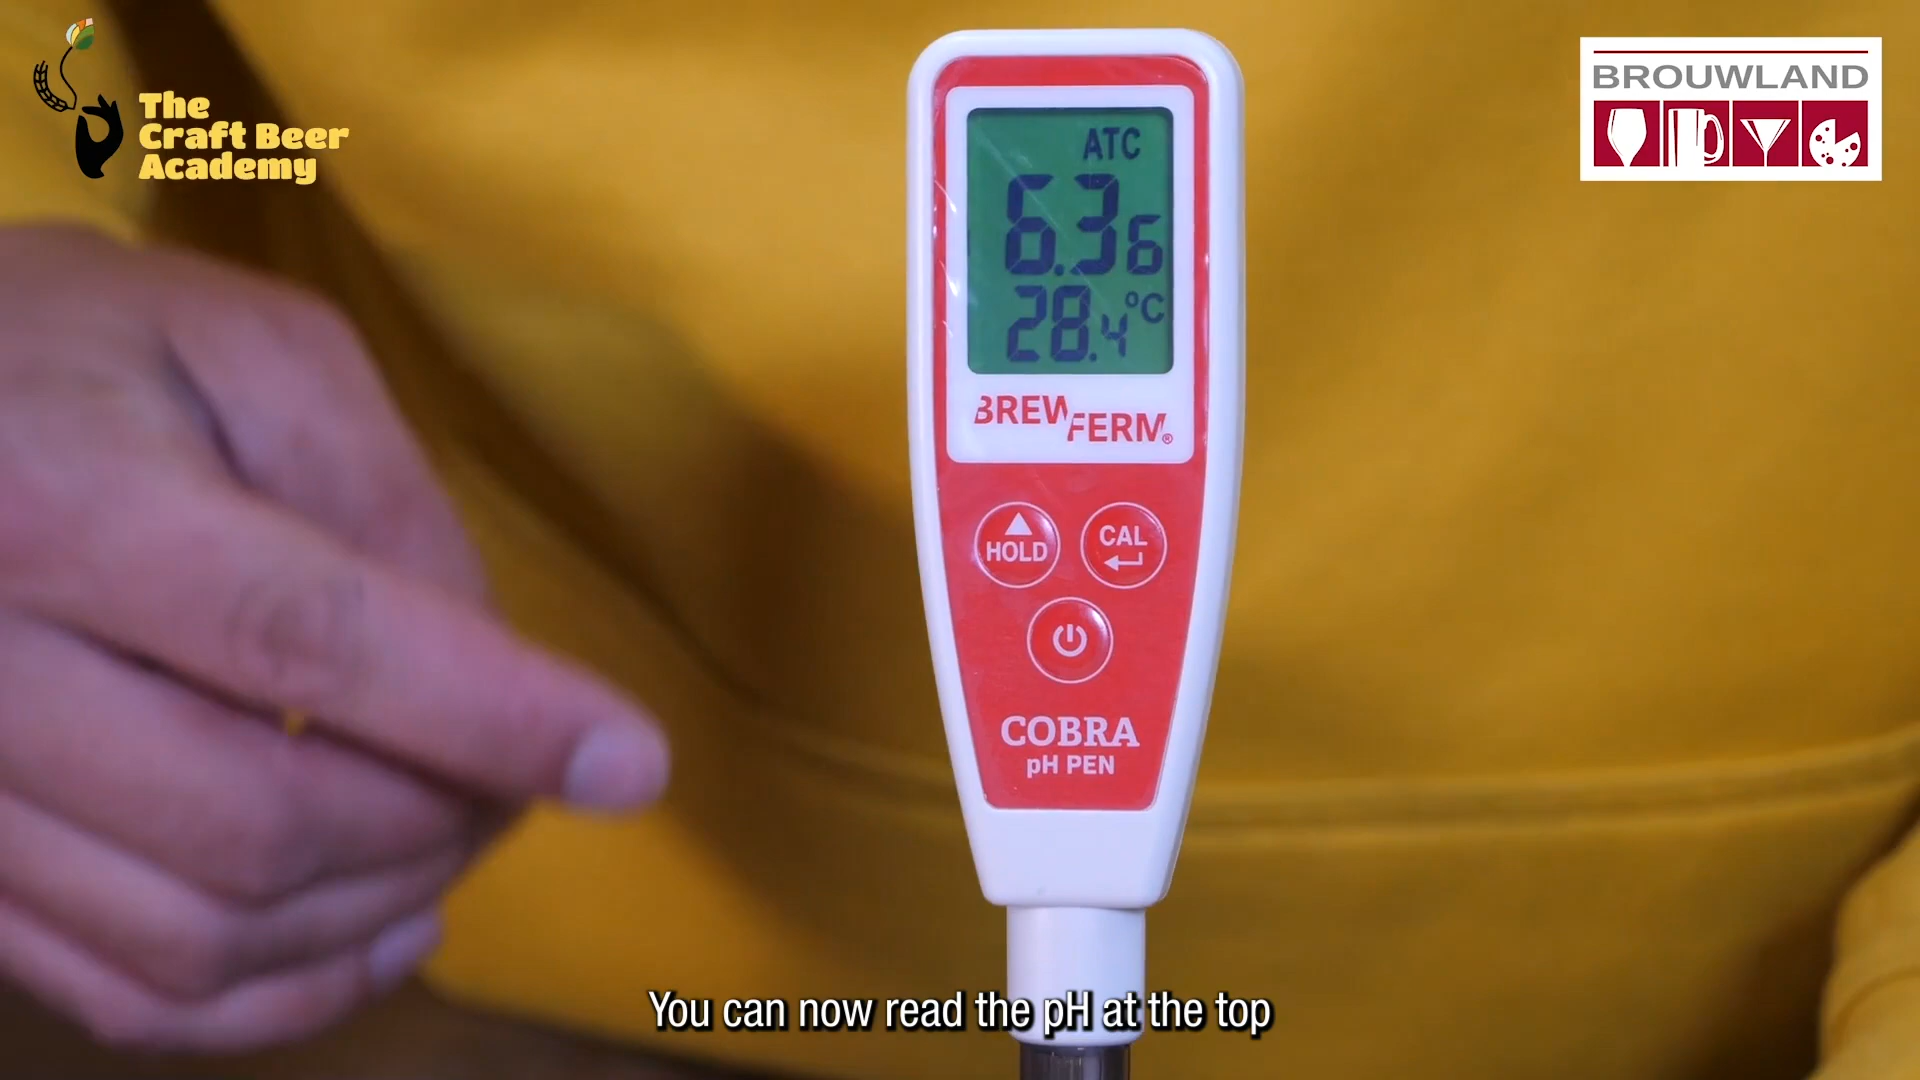 The
Craft Beer
Academy
BROUWLAND
ATC
6.36
28.4 °C
BREWFERM®
HOLD
CAL
COBRA
pH PEN
You can now read the pH at the top